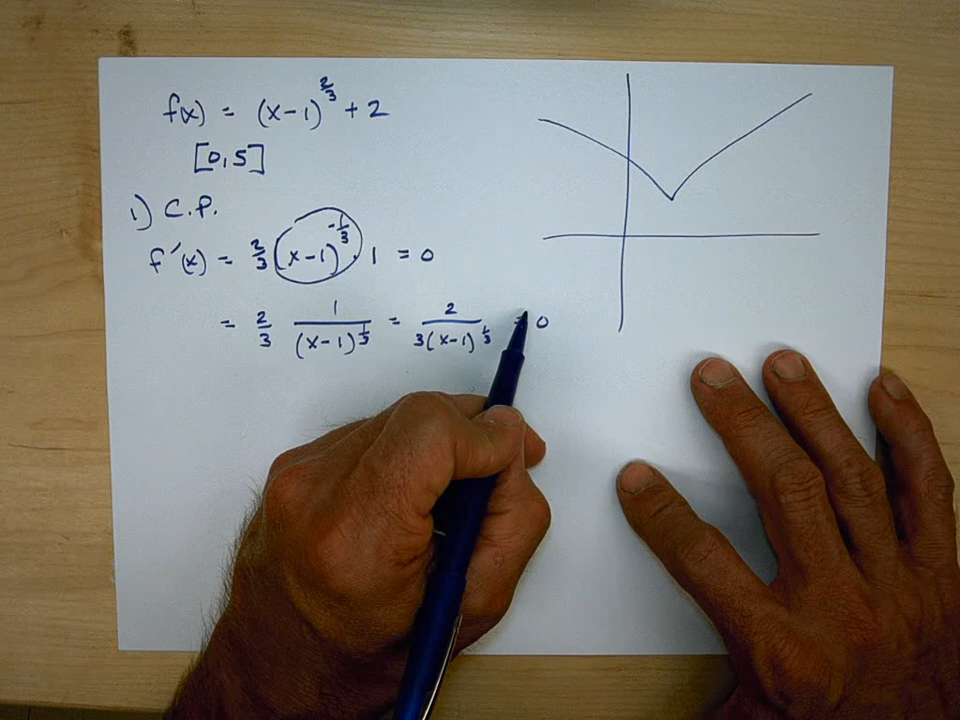 f(x) = (x-1)^{2/3} + 2
[0,5]
1) C.P.
f'(x) = 2/3 (x-1)^{-1/3} · 1 = 0
= 2/3 1/(x-1)^{1/3} = 2/3(x-1)^{1/3} = 0